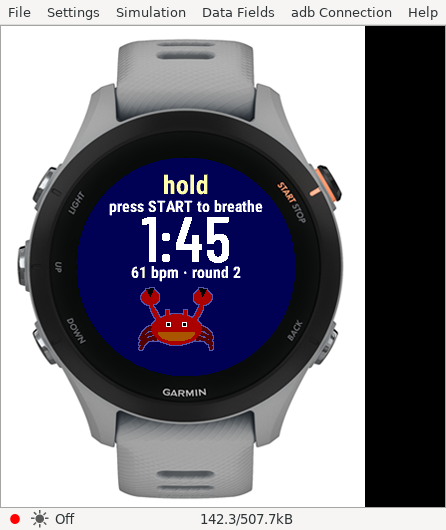 File Settings Simulation Data Fields adb Connection Help
LIGHT
START STOP
hold
press START to breathe
1:45
61 bpm · round 2
UP
DOWN
BACK
GARMIN
Off 142.3/507.7kB